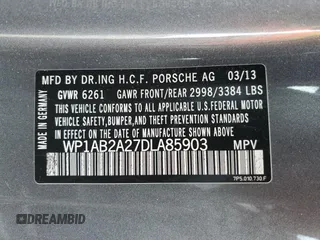 MFD BY DR.ING H.C.F. PORSCHE AG 03/13
GVWR 6261 GAWR FRONT/REAR 2998/3384 LBS
THIS VEHICLE CONFORMS TO ALL APPLICABLE
U.S. FEDERAL MOTOR VEHICLE
SAFETY, BUMPER, AND THEFT PREVENTION
STANDARDS IN EFFECT ON THE DATE OF
MANUFACTURE SHOWN ABOVE
WP1AB2A27DLA85903 MPV
7P5.010.730.F
MADE IN GERMANY
DREAMBID